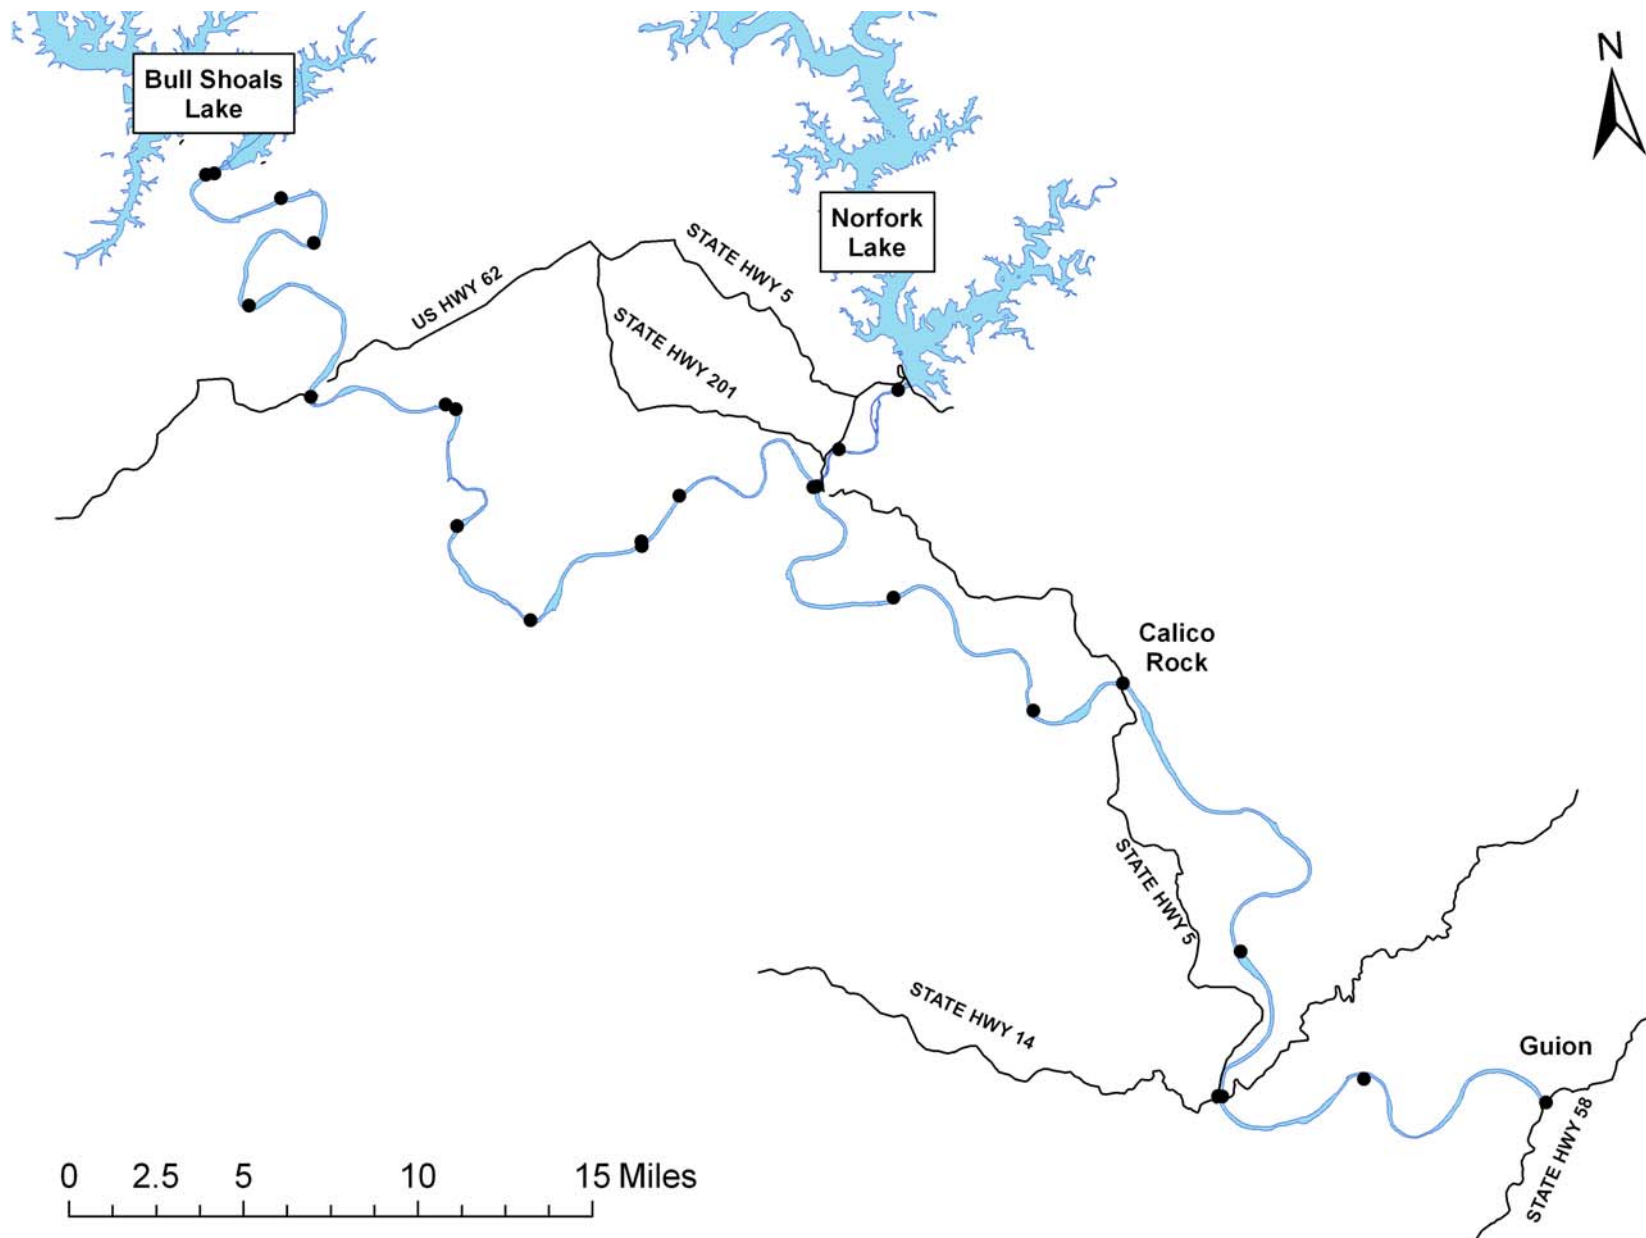 N
Bull Shoals
Lake
Norfork
Lake
STATE HWY 5
US HWY 62
STATE HWY 201
Calico
Rock
STATE HWY 5
STATE HWY 14
Guion
STATE HWY 58
0 2.5 5 10 15 Miles